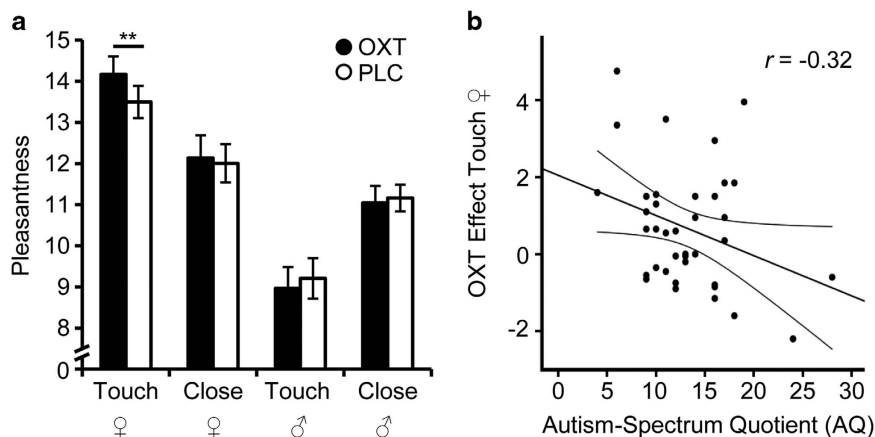 a
15
14
13
12
11
10
9
8
0
Pleasantness
**
OXT
PLC
Touch Close Touch Close
♀ ♀ ♂ ♂
b
r = -0.32
OXT Effect Touch ♀
4
2
0
-2
0 5 10 15 20 25 30
Autism-Spectrum Quotient (AQ)